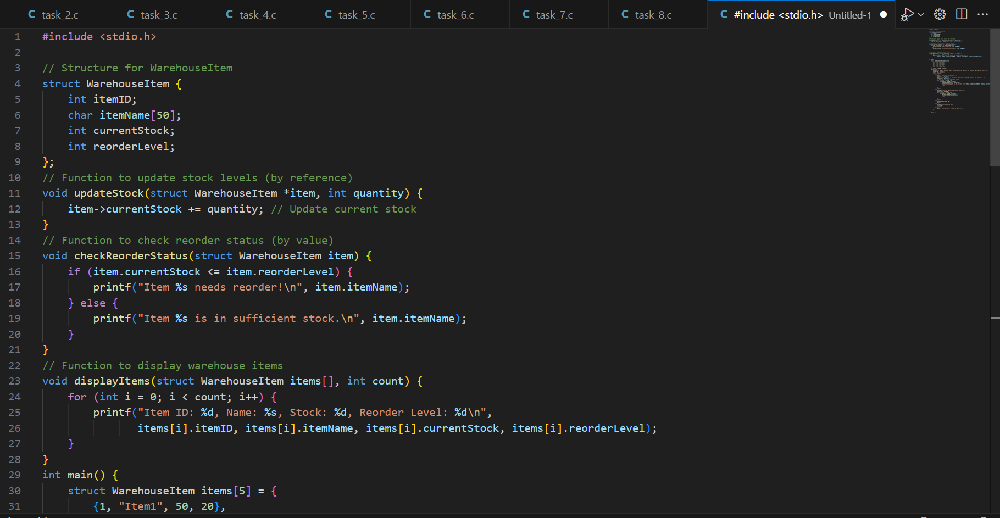 C task_2.c C task_3.c C task_4.c C task_5.c C task_6.c C task_7.c C task_8.c C #include <stdio.h> Untitled-1
1 #include <stdio.h>
2
3 // Structure for WarehouseItem
4 struct WarehouseItem {
5     int itemID;
6     char itemName[50];
7     int currentStock;
8     int reorderLevel;
9 };
10 // Function to update stock levels (by reference)
11 void updateStock(struct WarehouseItem *item, int quantity) {
12     item->currentStock += quantity; // Update current stock
13 }
14 // Function to check reorder status (by value)
15 void checkReorderStatus(struct WarehouseItem item) {
16     if (item.currentStock <= item.reorderLevel) {
17         printf("Item %s needs reorder!\n", item.itemName);
18     } else {
19         printf("Item %s is in sufficient stock.\n", item.itemName);
20     }
21 }
22 // Function to display warehouse items
23 void displayItems(struct WarehouseItem items[], int count) {
24     for (int i = 0; i < count; i++) {
25         printf("Item ID: %d, Name: %s, Stock: %d, Reorder Level: %d\n",
26                items[i].itemID, items[i].itemName, items[i].currentStock, items[i].reorderLevel);
27     }
28 }
29 int main() {
30     struct WarehouseItem items[5] = {
31         {1, "Item1", 50, 20},